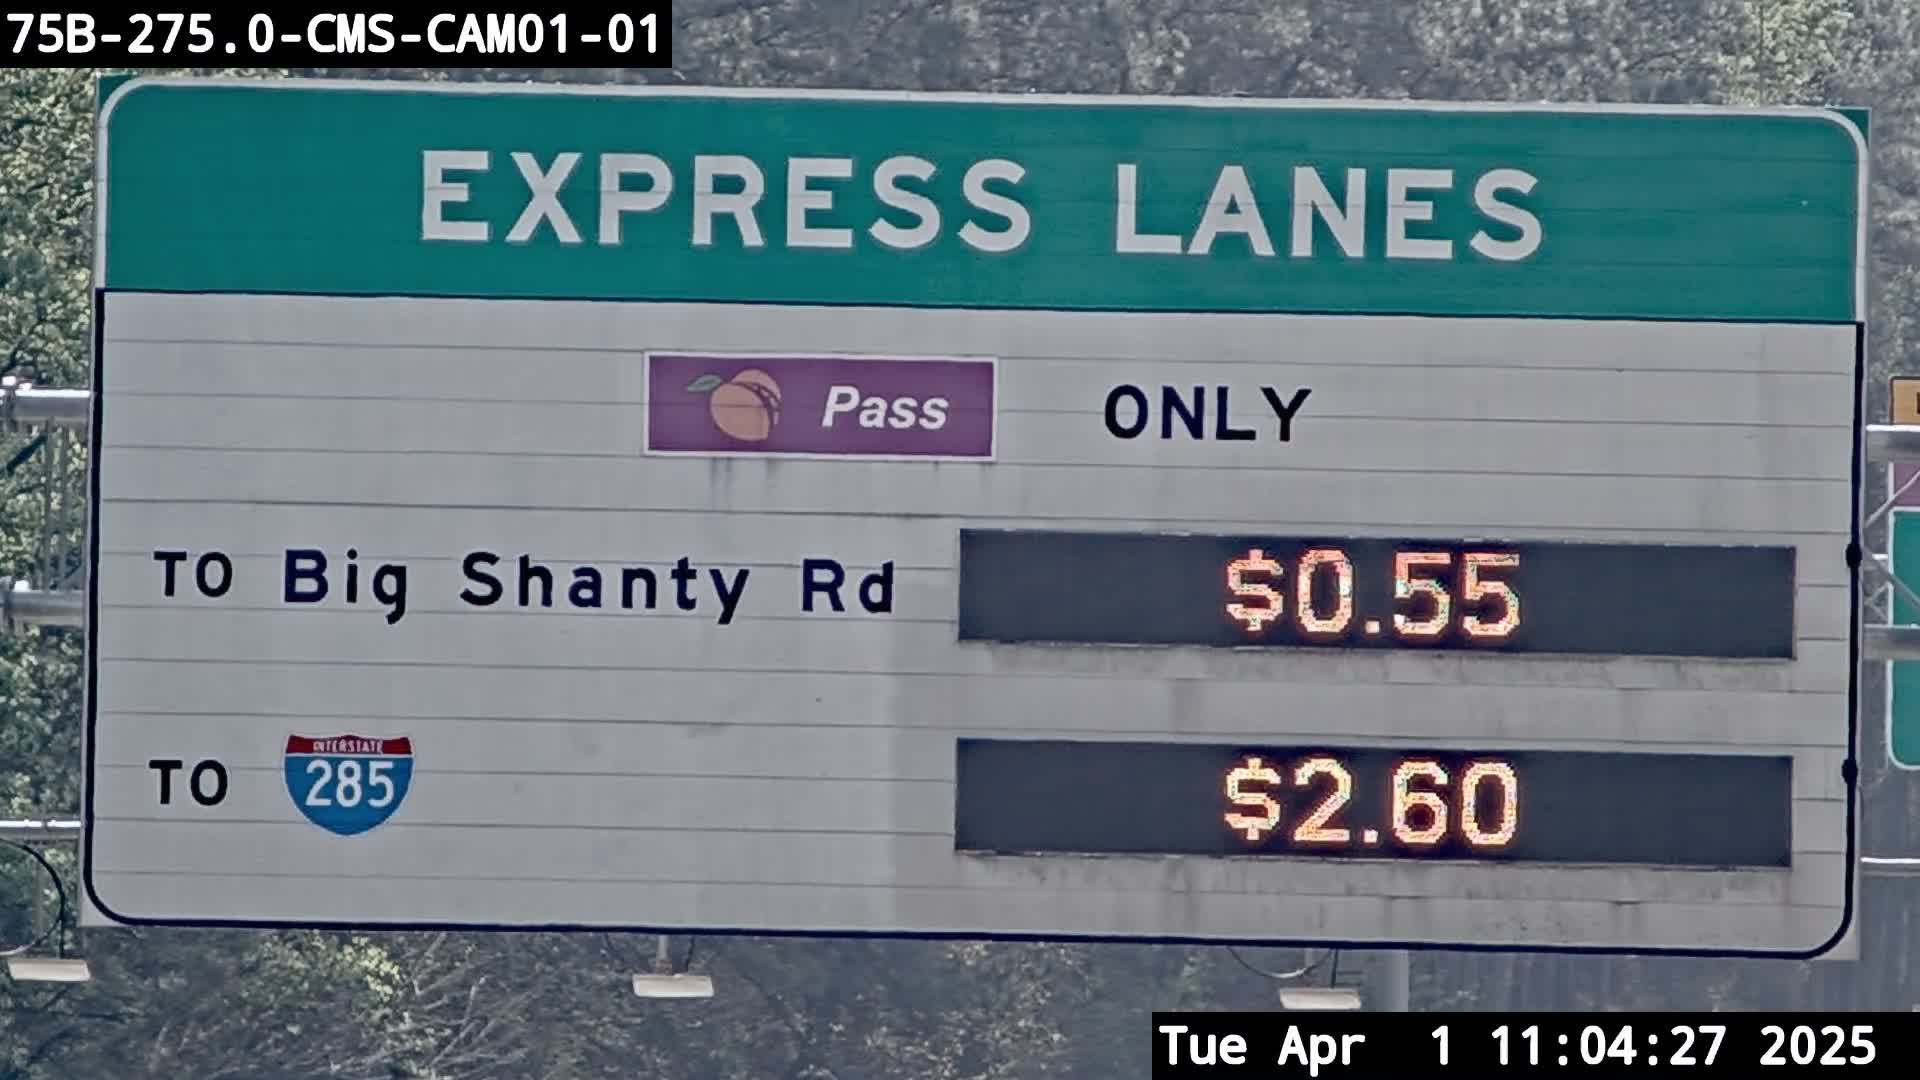 75B-275.0-CMS-CAM01-01
EXPRESS LANES
Pass ONLY
TO Big Shanty Rd $0.55
INTERSTATE
TO 285 $2.60
Tue Apr 1 11:04:27 2025